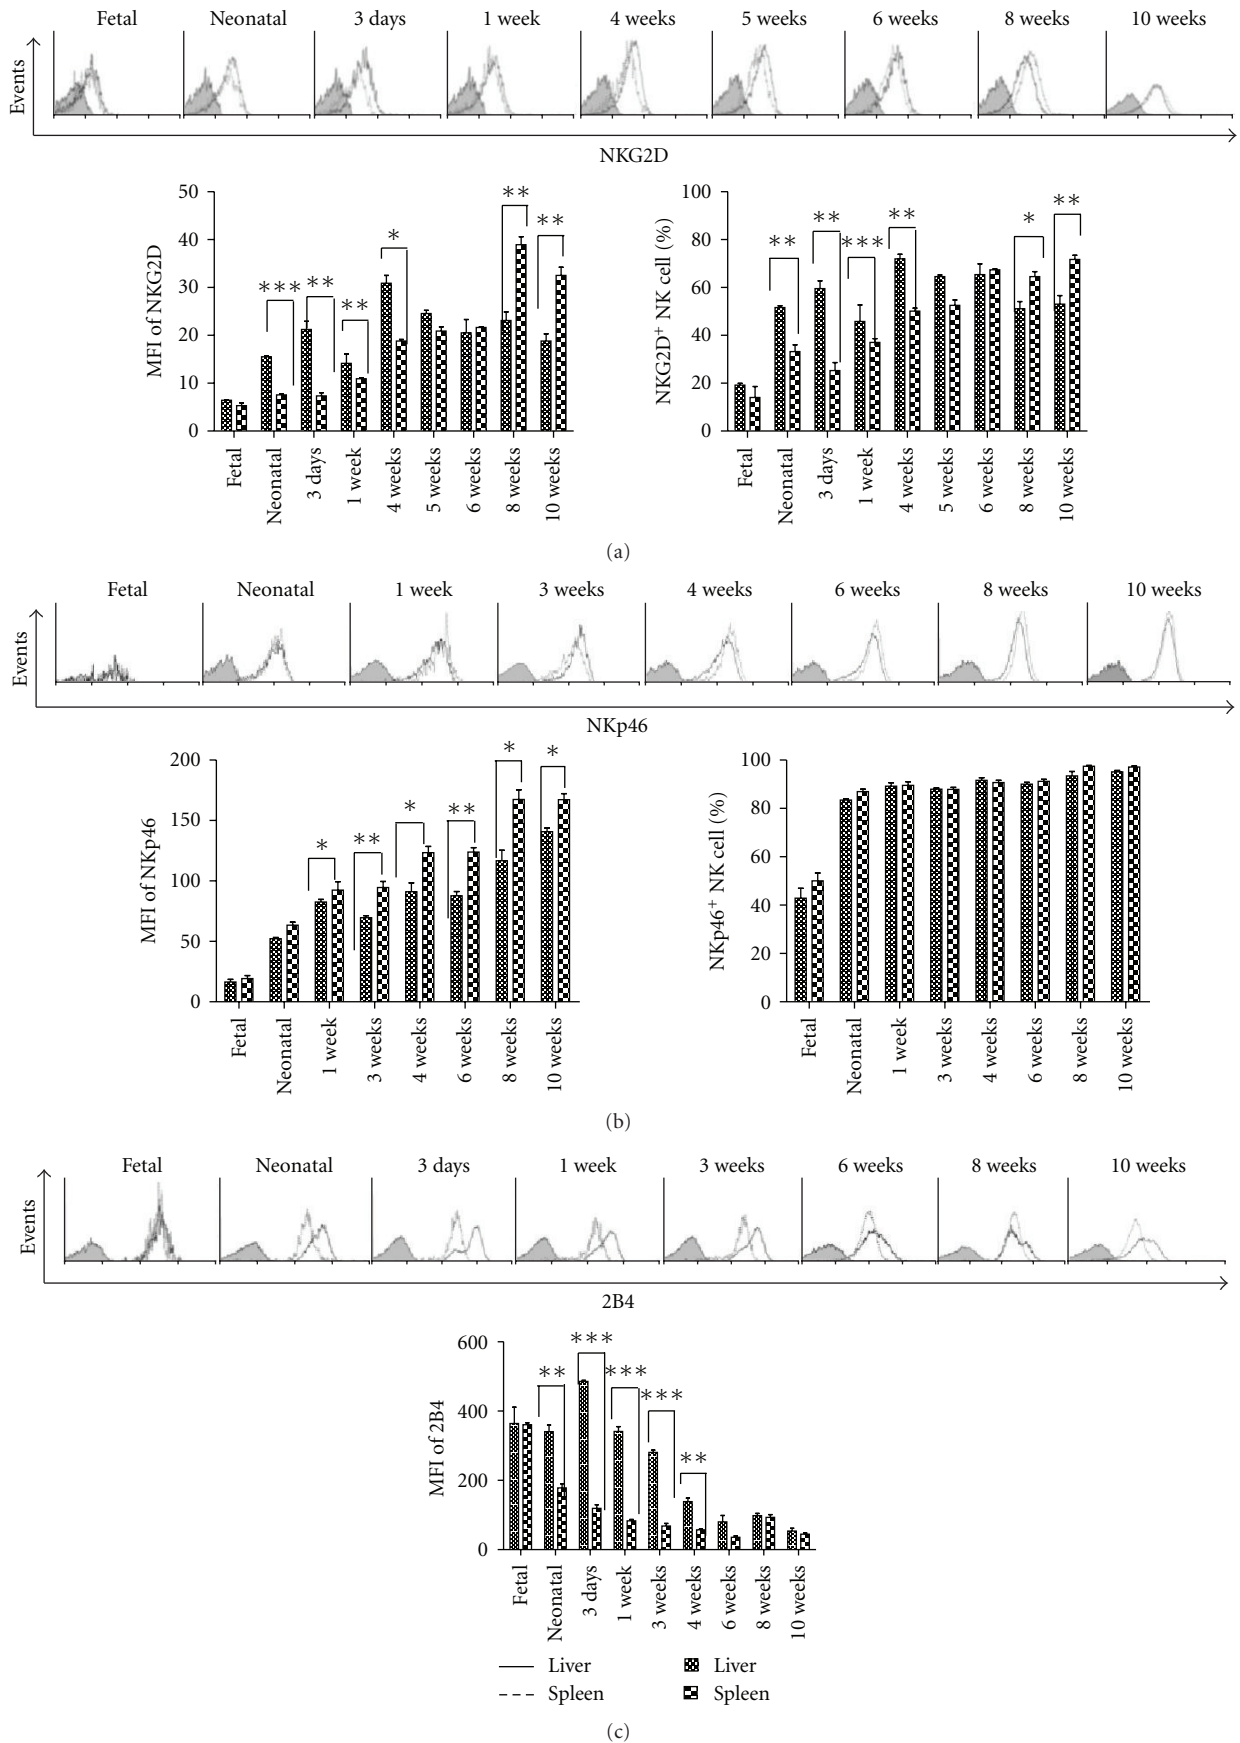 Fetal Neonatal 3 days 1 week 4 weeks 5 weeks 6 weeks 8 weeks 10 weeks
Events
NKG2D
MFI of NKG2D
50
40
30
20
10
0
*** ** ** * ** **
Fetal Neonatal 3 days 1 week 4 weeks 5 weeks 6 weeks 8 weeks 10 weeks
NKG2D+ NK cell (%)
100
80
60
40
20
0
** ** *** ** * **
Fetal Neonatal 3 days 1 week 4 weeks 5 weeks 6 weeks 8 weeks 10 weeks
(a)
Fetal Neonatal 1 week 3 weeks 4 weeks 6 weeks 8 weeks 10 weeks
Events
NKp46
MFI of NKp46
200
150
100
50
0
* ** * ** * *
Fetal Neonatal 1 week 3 weeks 4 weeks 6 weeks 8 weeks 10 weeks
NKp46+ NK cell (%)
100
80
60
40
20
0
Fetal Neonatal 1 week 3 weeks 4 weeks 6 weeks 8 weeks 10 weeks
(b)
Fetal Neonatal 3 days 1 week 3 weeks 6 weeks 8 weeks 10 weeks
Events
2B4
MFI of 2B4
600
400
200
0
** *** *** *** **
Fetal Neonatal 3 days 1 week 3 weeks 4 weeks 6 weeks 8 weeks 10 weeks
Liver Liver
Spleen Spleen
(c)